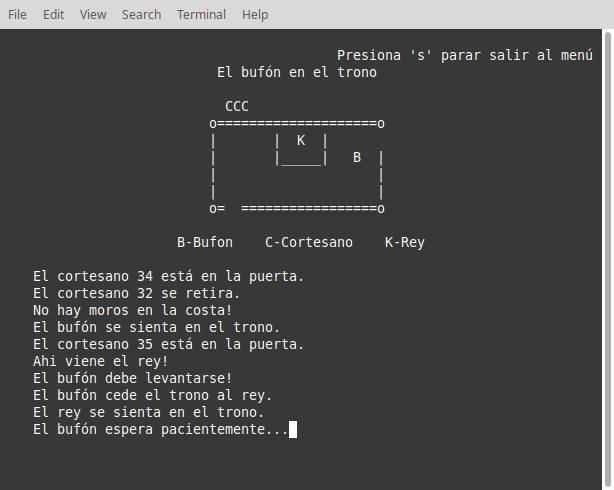 File Edit View Search Terminal Help
Presiona 's' parar salir al menú
El bufón en el trono
CCC
o====================o
|       |  K  |
|       |_____|   B  |
|                    |
|                    |
o=  =================o
B-Bufon    C-Cortesano    K-Rey
El cortesano 34 está en la puerta.
El cortesano 32 se retira.
No hay moros en la costa!
El bufón se sienta en el trono.
El cortesano 35 está en la puerta.
Ahi viene el rey!
El bufón debe levantarse!
El bufón cede el trono al rey.
El rey se sienta en el trono.
El bufón espera pacientemente...